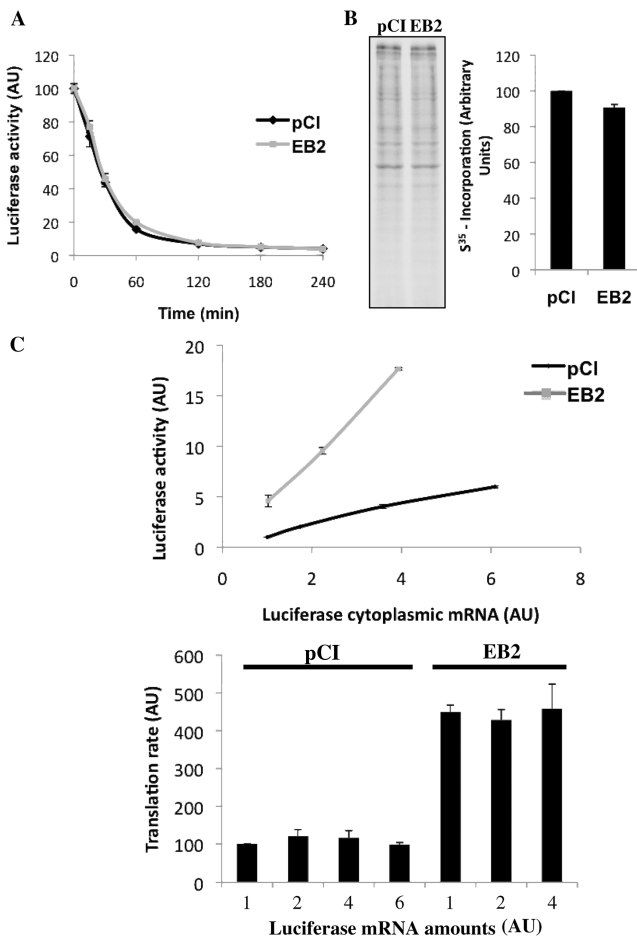 A
Luciferase activity (AU)
120
100
80
60
40
20
0
0 60 120 180 240
Time (min)
pCI
EB2
B
pCI EB2
S35 - Incorporation (Arbitrary
Units)
120
100
80
60
40
20
0
pCI EB2
C
Luciferase activity (AU)
20
15
10
5
0
0 2 4 6 8
Luciferase cytoplasmic mRNA (AU)
pCI
EB2
Translation rate (AU)
600
500
400
300
200
100
0
pCI EB2
1 2 4 6 1 2 4
Luciferase mRNA amounts (AU)